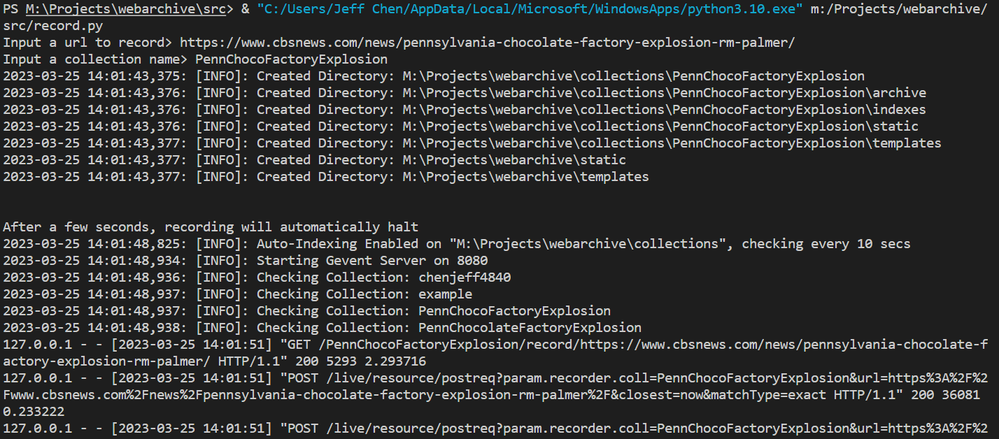 PS M:\Projects\webarchive\src> & "C:/Users/Jeff Chen/AppData/Local/Microsoft/WindowsApps/python3.10.exe" m:/Projects/webarchive/
src/record.py
Input a url to record> https://www.cbsnews.com/news/pennsylvania-chocolate-factory-explosion-rm-palmer/
Input a collection name> PennChocoFactoryExplosion
2023-03-25 14:01:43,375: [INFO]: Created Directory: M:\Projects\webarchive\collections\PennChocoFactoryExplosion
2023-03-25 14:01:43,376: [INFO]: Created Directory: M:\Projects\webarchive\collections\PennChocoFactoryExplosion\archive
2023-03-25 14:01:43,376: [INFO]: Created Directory: M:\Projects\webarchive\collections\PennChocoFactoryExplosion\indexes
2023-03-25 14:01:43,376: [INFO]: Created Directory: M:\Projects\webarchive\collections\PennChocoFactoryExplosion\static
2023-03-25 14:01:43,377: [INFO]: Created Directory: M:\Projects\webarchive\collections\PennChocoFactoryExplosion\templates
2023-03-25 14:01:43,377: [INFO]: Created Directory: M:\Projects\webarchive\static
2023-03-25 14:01:43,377: [INFO]: Created Directory: M:\Projects\webarchive\templates
After a few seconds, recording will automatically halt
2023-03-25 14:01:48,825: [INFO]: Auto-Indexing Enabled on "M:\Projects\webarchive\collections", checking every 10 secs
2023-03-25 14:01:48,934: [INFO]: Starting Gevent Server on 8080
2023-03-25 14:01:48,936: [INFO]: Checking Collection: chenjeff4840
2023-03-25 14:01:48,937: [INFO]: Checking Collection: example
2023-03-25 14:01:48,937: [INFO]: Checking Collection: PennChocoFactoryExplosion
2023-03-25 14:01:48,938: [INFO]: Checking Collection: PennChocolateFactoryExplosion
127.0.0.1 - - [2023-03-25 14:01:51] "GET /PennChocoFactoryExplosion/record/https://www.cbsnews.com/news/pennsylvania-chocolate-f
actory-explosion-rm-palmer/ HTTP/1.1" 200 5293 2.293716
127.0.0.1 - - [2023-03-25 14:01:51] "POST /live/resource/postreq?param.recorder.coll=PennChocoFactoryExplosion&url=https%3A%2F%2
Fwww.cbsnews.com%2Fnews%2Fpennsylvania-chocolate-factory-explosion-rm-palmer%2F&closest=now&matchType=exact HTTP/1.1" 200 36081
0.233222
127.0.0.1 - - [2023-03-25 14:01:51] "POST /live/resource/postreq?param.recorder.coll=PennChocoFactoryExplosion&url=https%3A%2F%2